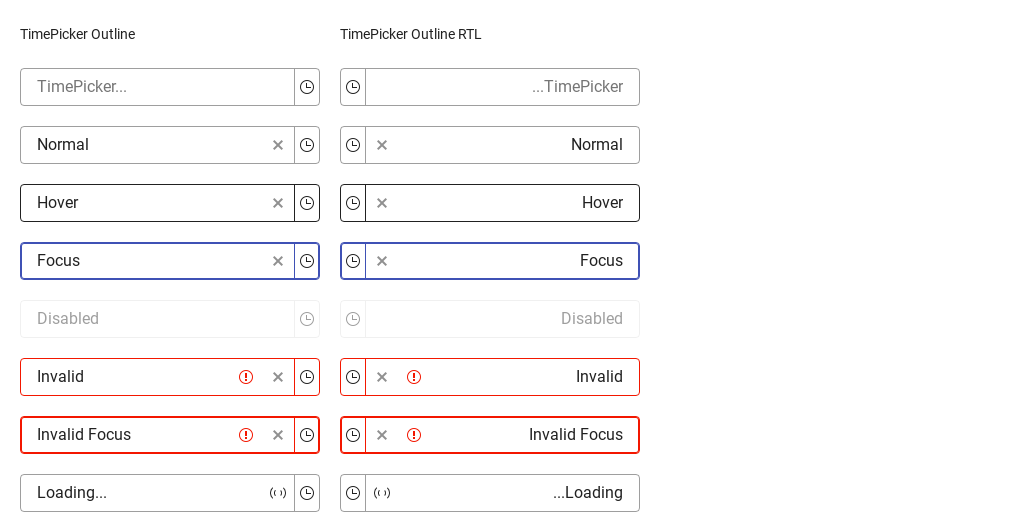 TimePicker Outline
TimePicker Outline RTL
TimePicker...
...TimePicker
Normal
Normal
Hover
Hover
Focus
Focus
Disabled
Disabled
Invalid
Invalid
Invalid Focus
Invalid Focus
Loading...
...Loading